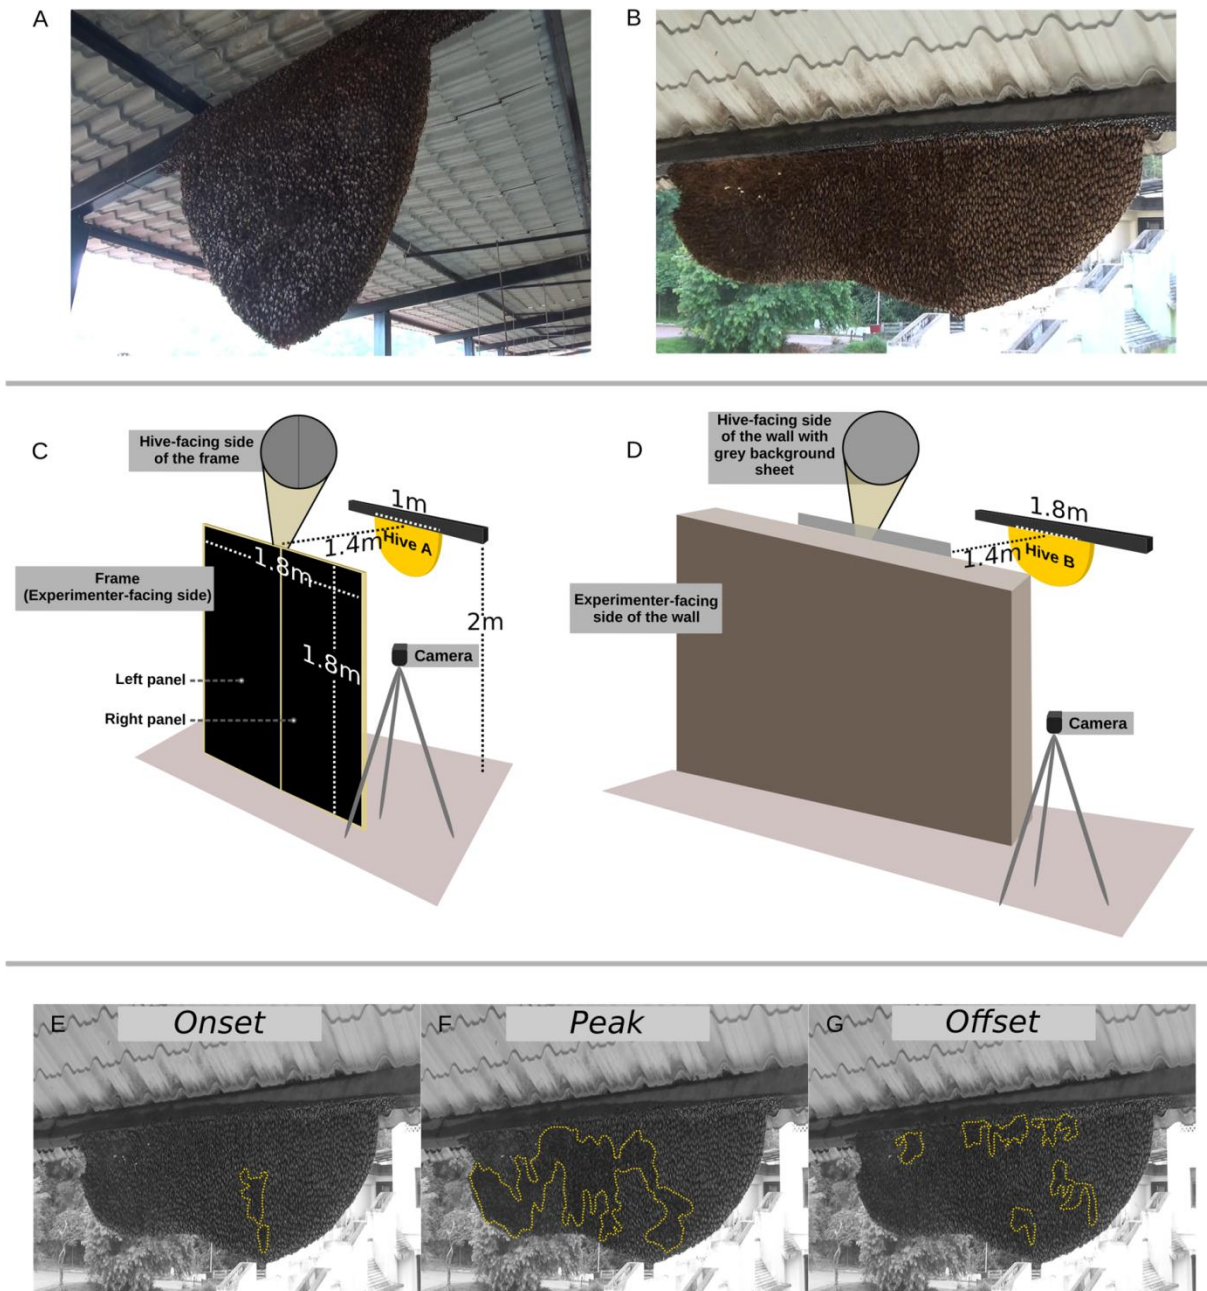 A
B
C
Hive-facing side
of the frame
1m
Hive A
1.4m
1.8m
Frame
(Experimenter-facing side)
1.8m
2m
Camera
Left panel
Right panel
D
Hive-facing side
of the wall with
grey background
sheet
1.8m
Hive B
1.4m
Experimenter-facing
side of the wall
Camera
E
Onset
F
Peak
G
Offset